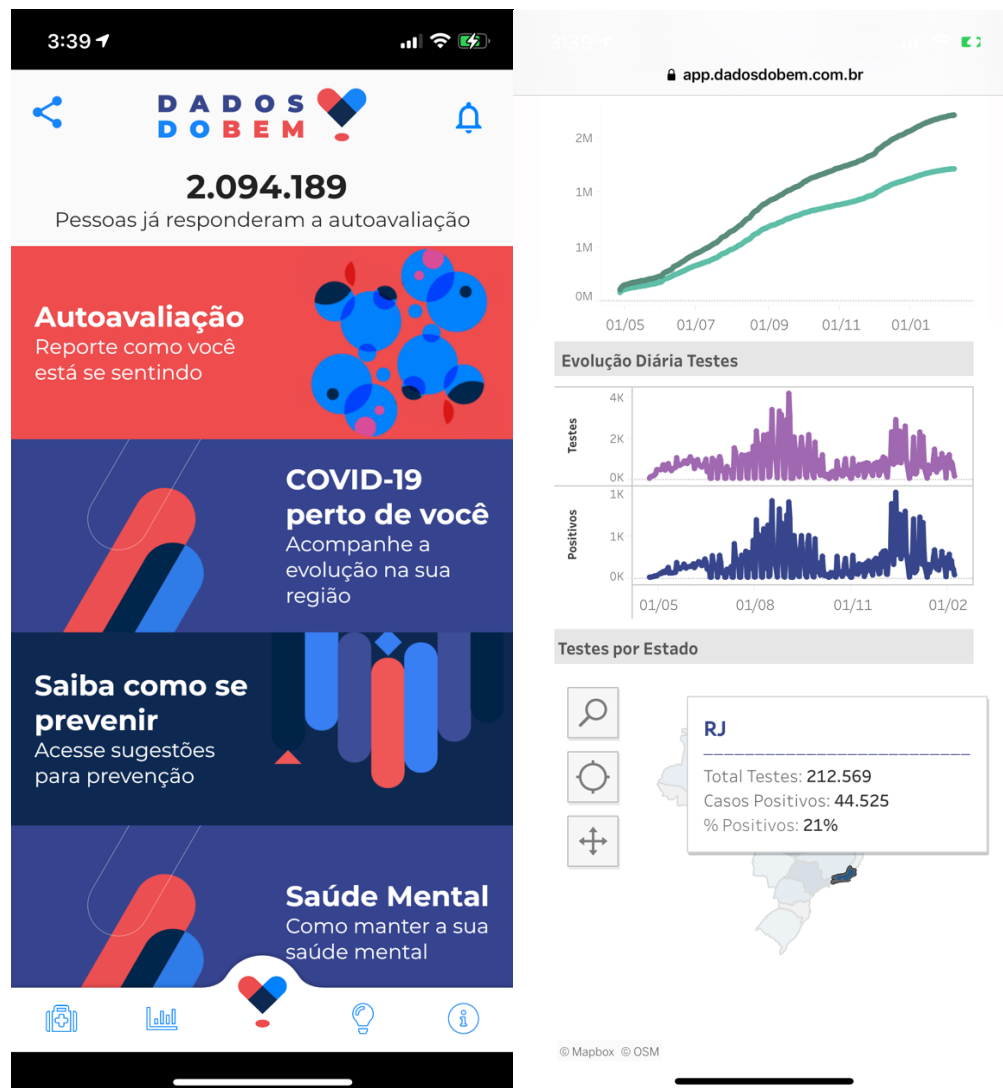 3:39
DADOS
DOBEM
2.094.189
Pessoas já responderam a autoavaliação
Autoavaliação
Reporte como você
está se sentindo
COVID-19
perto de você
Acompanhe a
evolução na sua
região
Saiba como se
prevenir
Acesse sugestões
para prevenção
Saúde Mental
Como manter a sua
saúde mental
3:39
app.dadosdobem.com.br
2M
1M
1M
0M
01/05 01/07 01/09 01/11 01/01
Evolução Diária Testes
Testes
4K
2K
0K
Positivos
1K
1K
0K
01/05 01/08 01/11 01/02
Testes por Estado
RJ
Total Testes: 212.569
Casos Positivos: 44.525
% Positivos: 21%
© Mapbox © OSM